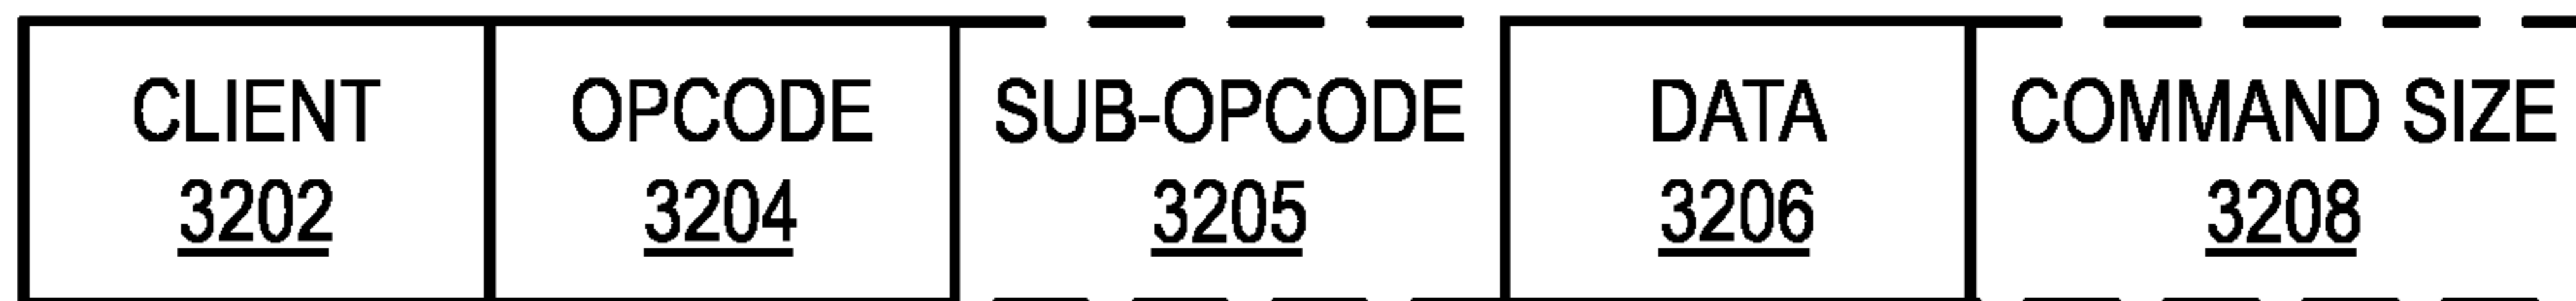 CLIENT OPCODE SUB-OPCODE DATA COMMAND SIZE
3202 3204 3205 3206 3208